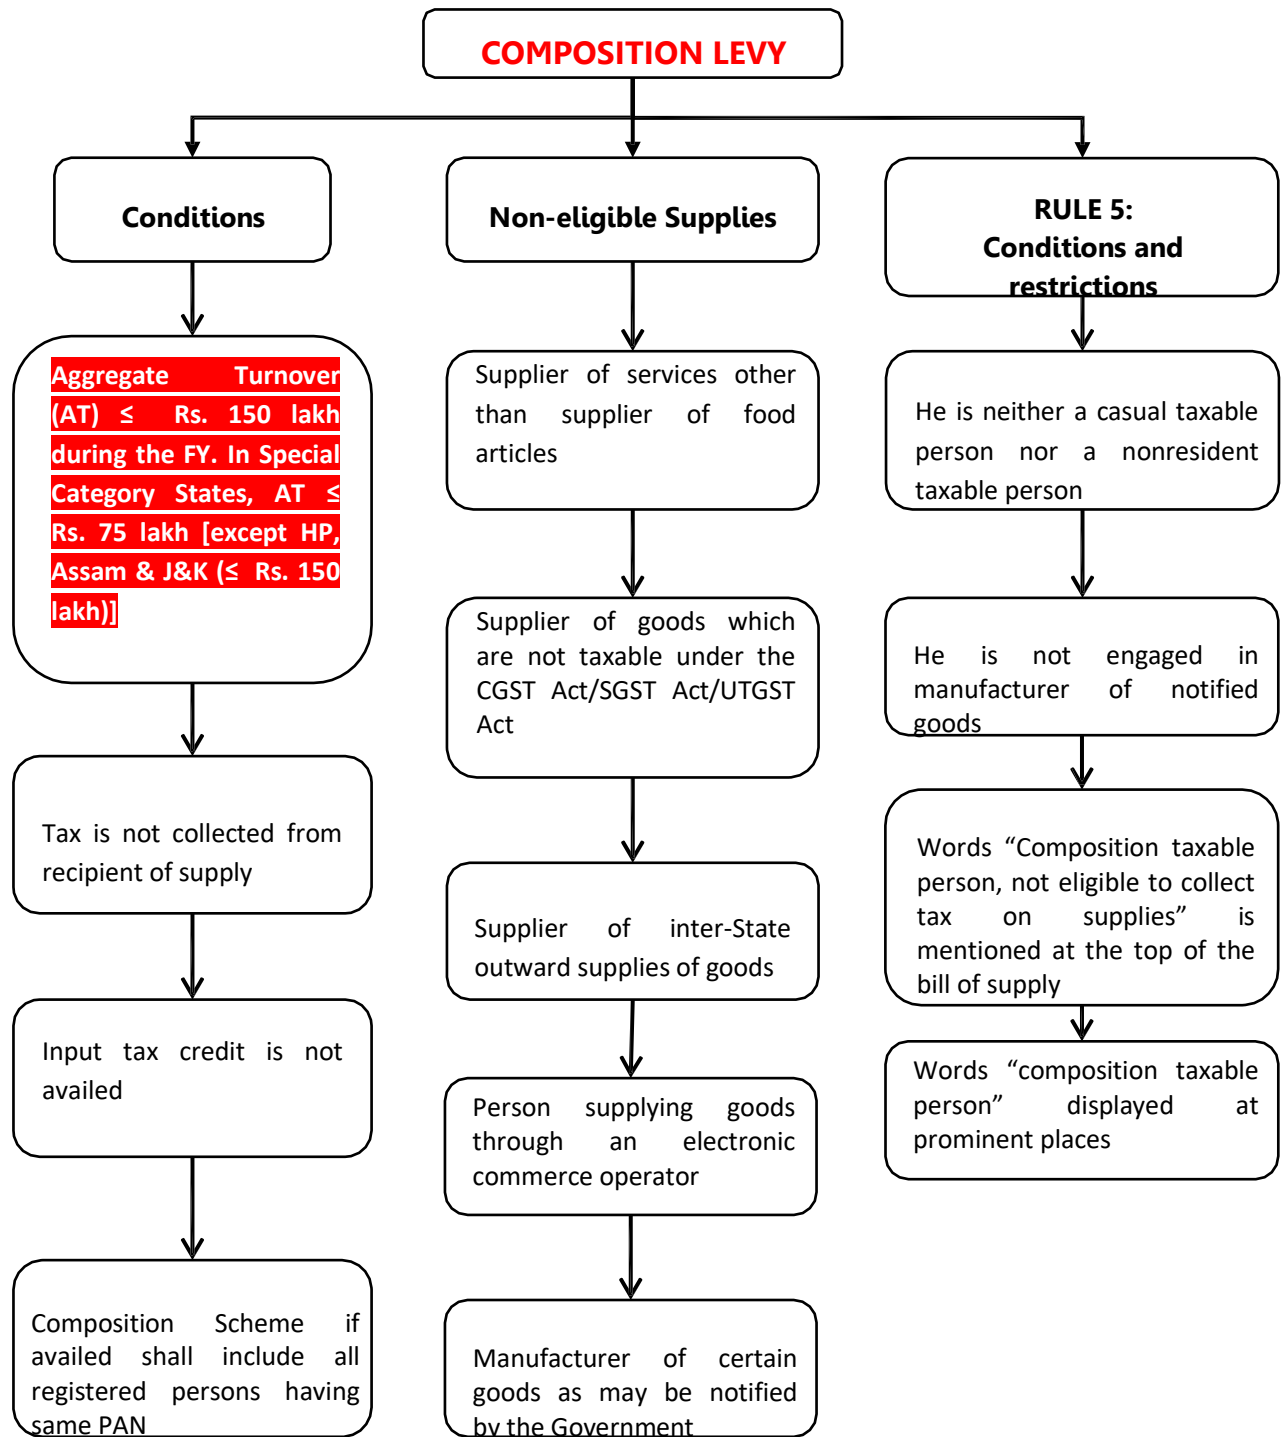 COMPOSITION LEVY
Conditions
Aggregate Turnover
(AT) ≤ Rs. 150 lakh
during the FY. In Special
Category States, AT ≤
Rs. 75 lakh [except HP,
Assam & J&K (≤ Rs. 150
lakh)]
Tax is not collected from
recipient of supply
Input tax credit is not
availed
Composition Scheme if
availed shall include all
registered persons having
same PAN
Non-eligible Supplies
Supplier of services other
than supplier of food
articles
Supplier of goods which
are not taxable under the
CGST Act/SGST Act/UTGST
Act
Supplier of inter-State
outward supplies of goods
Person supplying goods
through an electronic
commerce operator
Manufacturer of certain
goods as may be notified
by the Government
RULE 5:
Conditions and
restrictions
He is neither a casual taxable
person nor a nonresident
taxable person
He is not engaged in
manufacturer of notified
goods
Words “Composition taxable
person, not eligible to collect
tax on supplies” is
mentioned at the top of the
bill of supply
Words “composition taxable
person” displayed at
prominent places